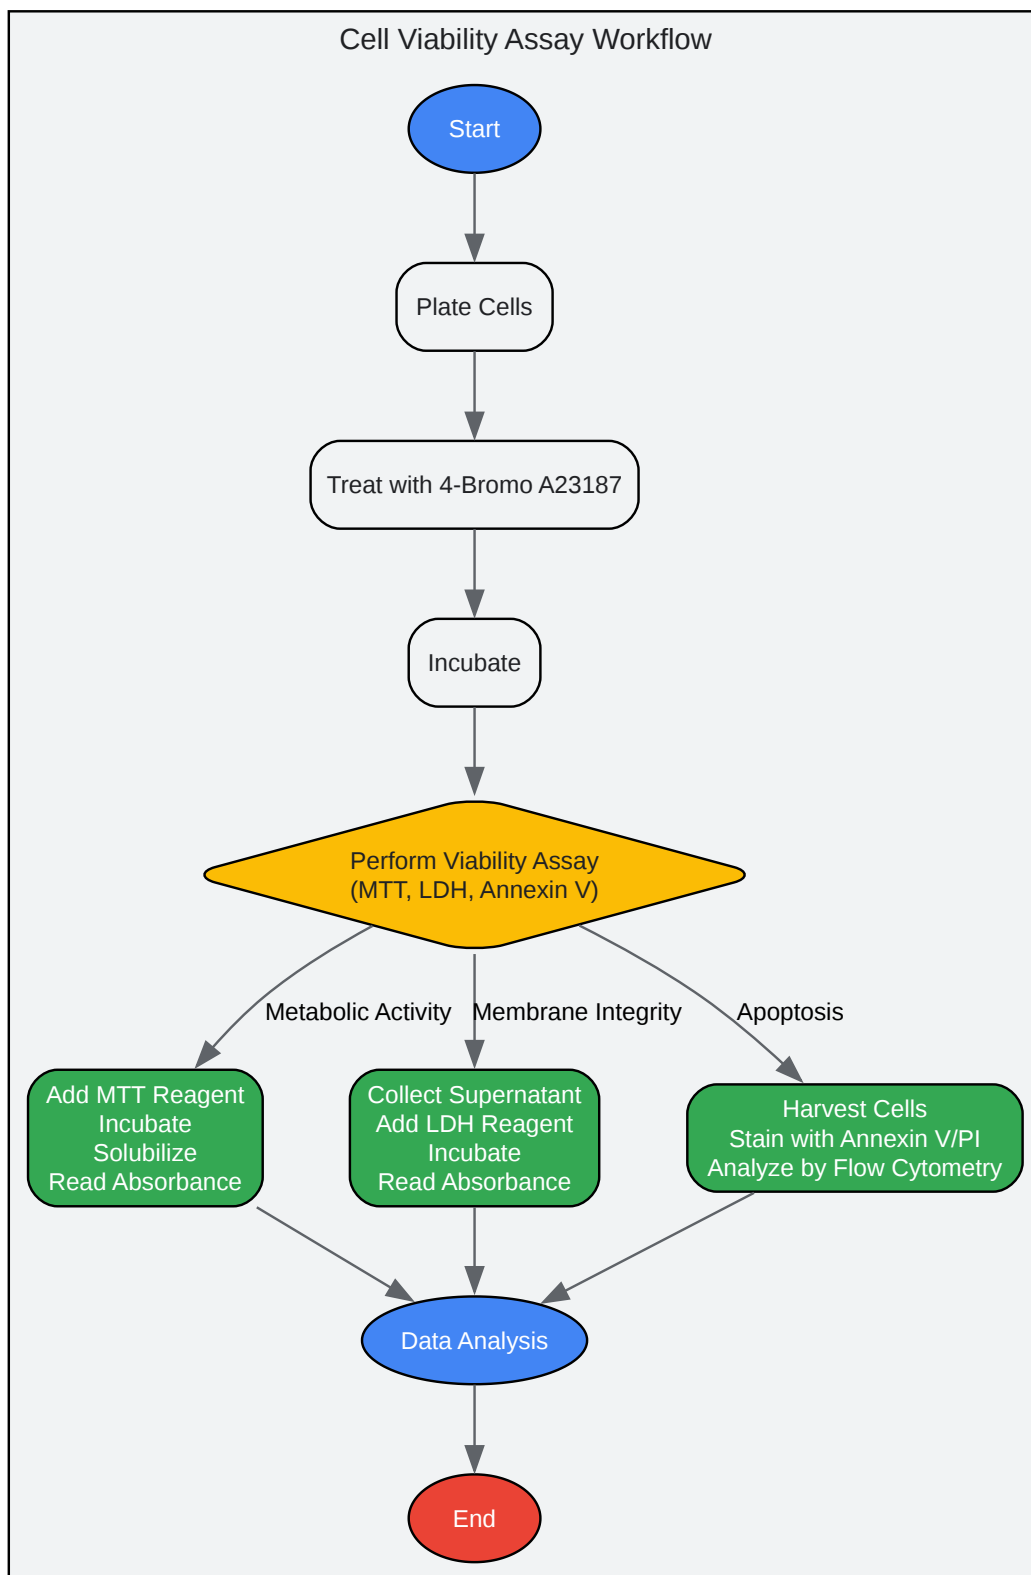 Cell Viability Assay Workflow
Start
Plate Cells
Treat with 4-Bromo A23187
Incubate
Perform Viability Assay
(MTT, LDH, Annexin V)
Metabolic Activity
Membrane Integrity
Apoptosis
Add MTT Reagent
Incubate
Solubilize
Read Absorbance
Collect Supernatant
Add LDH Reagent
Incubate
Read Absorbance
Harvest Cells
Stain with Annexin V/PI
Analyze by Flow Cytometry
Data Analysis
End